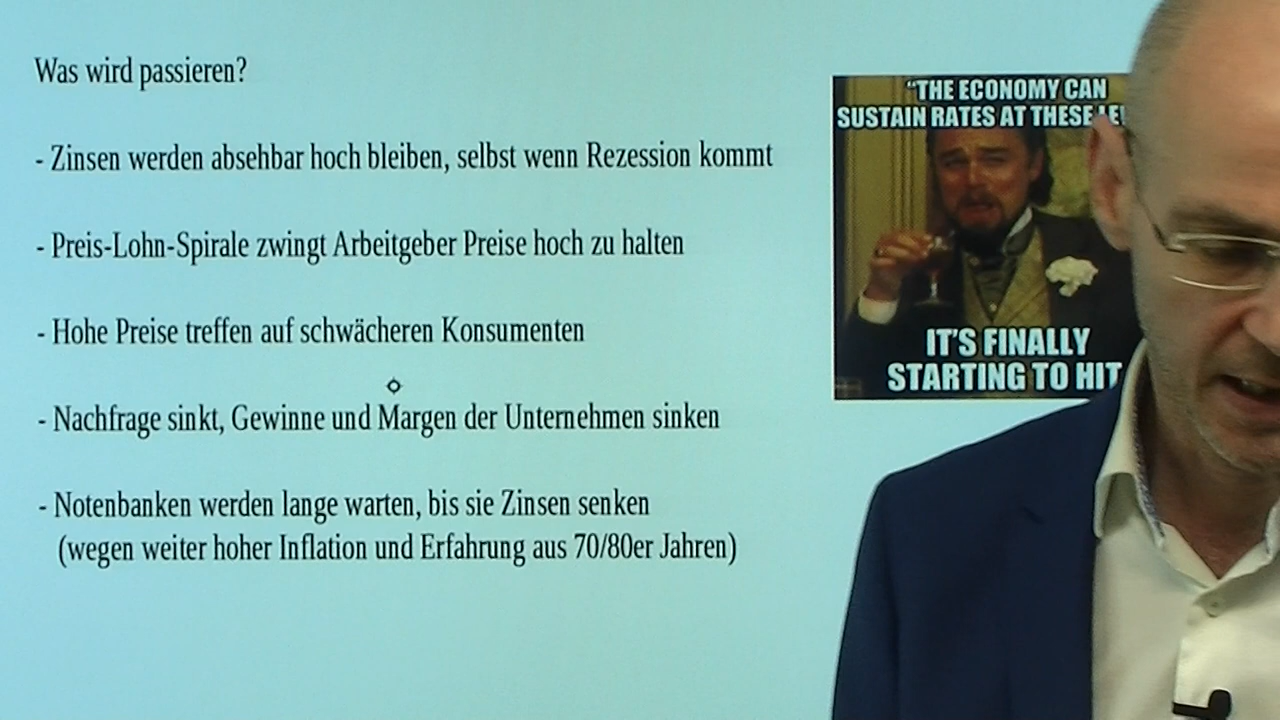 Was wird passieren?
- Zinsen werden absehbar hoch bleiben, selbst wenn Rezession kommt
- Preis-Lohn-Spirale zwingt Arbeitgeber Preise hoch zu halten
- Hohe Preise treffen auf schwächeren Konsumenten
- Nachfrage sinkt, Gewinne und Margen der Unternehmen sinken
- Notenbanken werden lange warten, bis sie Zinsen senken
(wegen weiter hoher Inflation und Erfahrung aus 70/80er Jahren)
"THE ECONOMY CAN
SUSTAIN RATES AT THESE
IT'S FINALLY
STARTING TO HIT